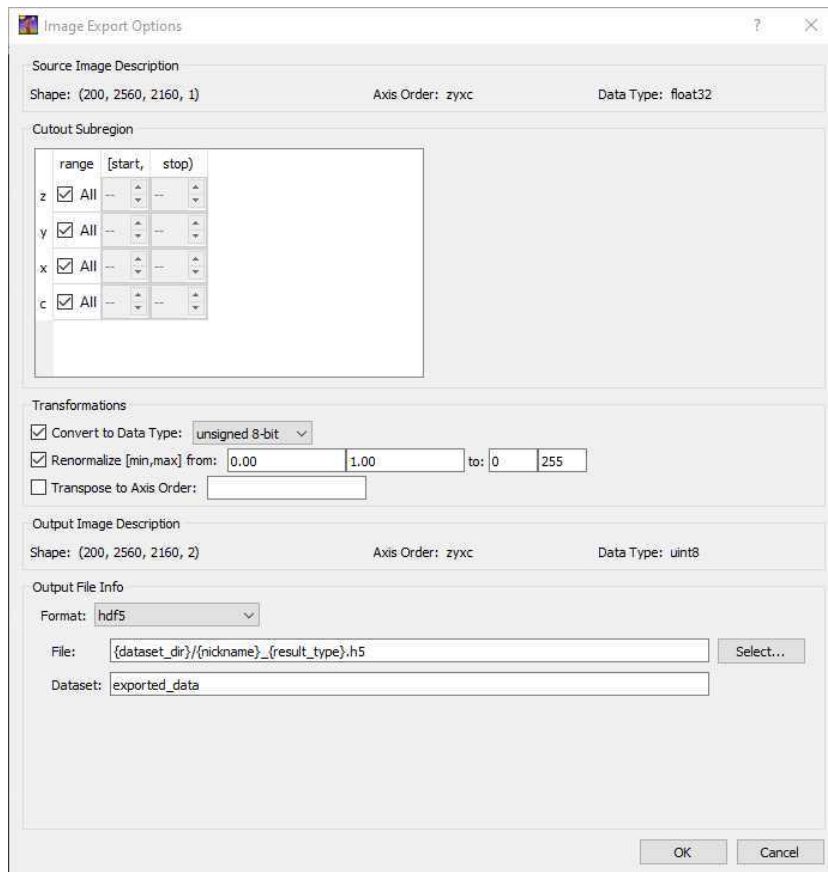 Image Export Options ? ×
Source Image Description
Shape: (200, 2560, 2160, 1) Axis Order: zyxc Data Type: float32
Cutout Subregion
range [start, stop)
z All -- --
y All -- --
x All -- --
c All -- --
Transformations
Convert to Data Type: unsigned 8-bit
Renormalize [min,max] from: 0.00 1.00 to: 0 255
Transpose to Axis Order:
Output Image Description
Shape: (200, 2560, 2160, 2) Axis Order: zyxc Data Type: uint8
Output File Info
Format: hdf5
File: {dataset_dir}/{nickname}_{result_type}.h5 Select...
Dataset: exported_data
OK Cancel